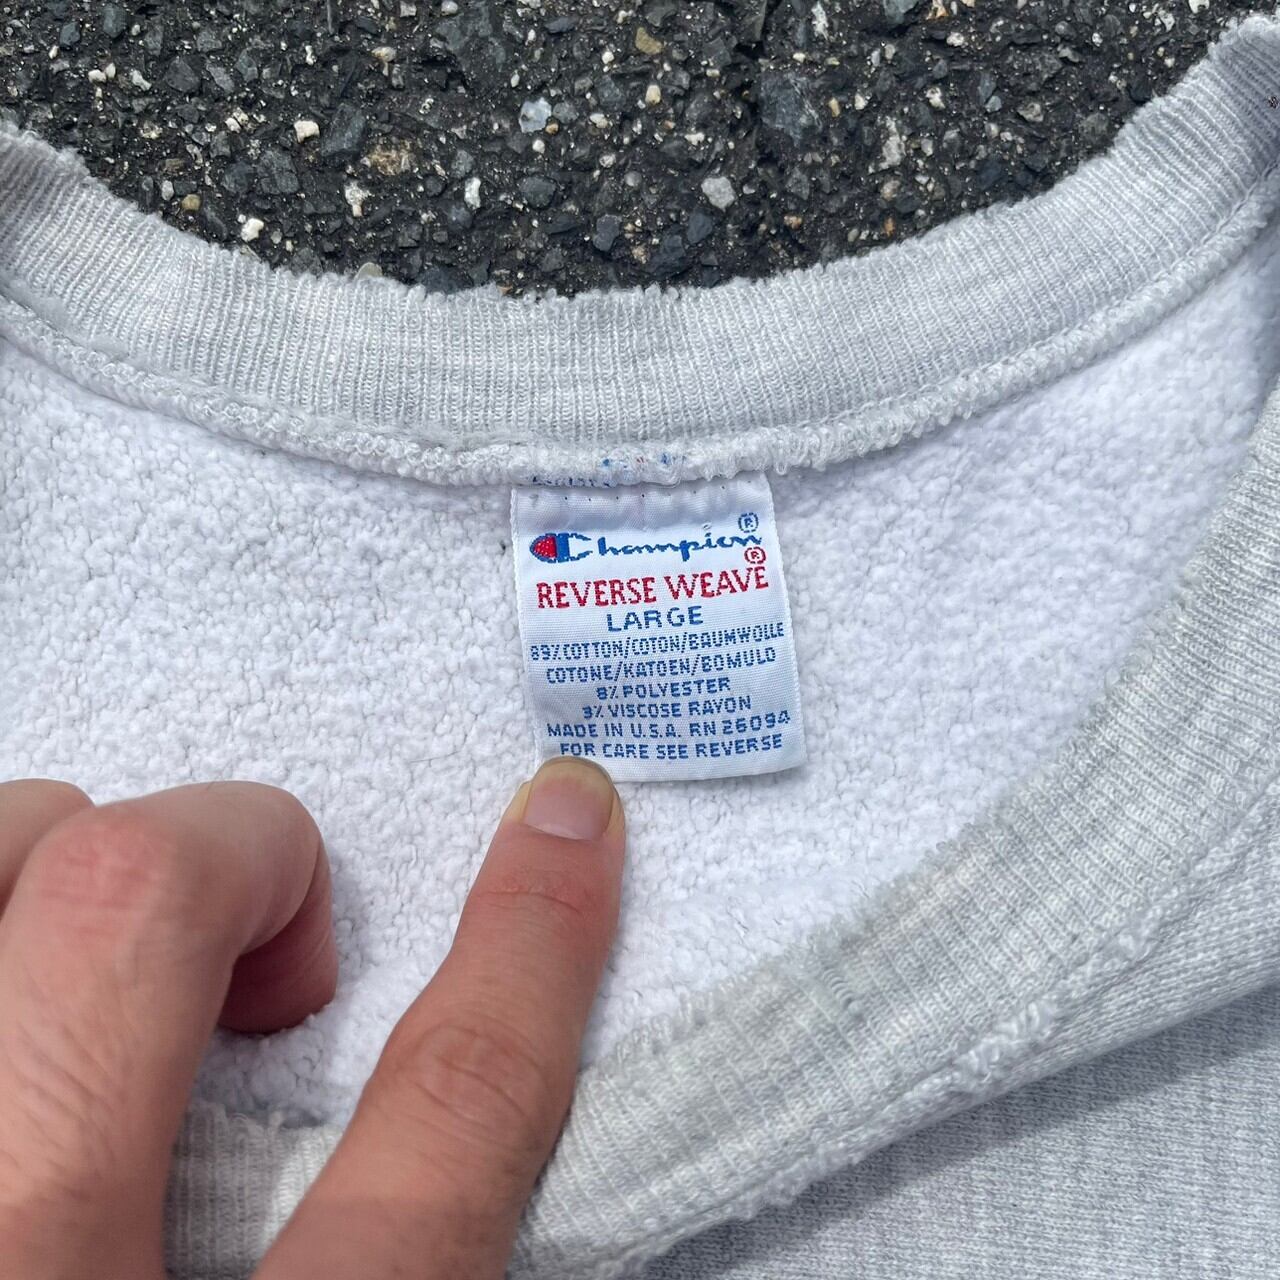 Champion®
REVERSE WEAVE®
LARGE
89% COTTON/COTON/BAUMWOLLE
COTONE/KATOEN/BOMULD
8% POLYESTER
3% VISCOSE RAYON
MADE IN U.S.A. RN 26094
FOR CARE SEE REVERSE